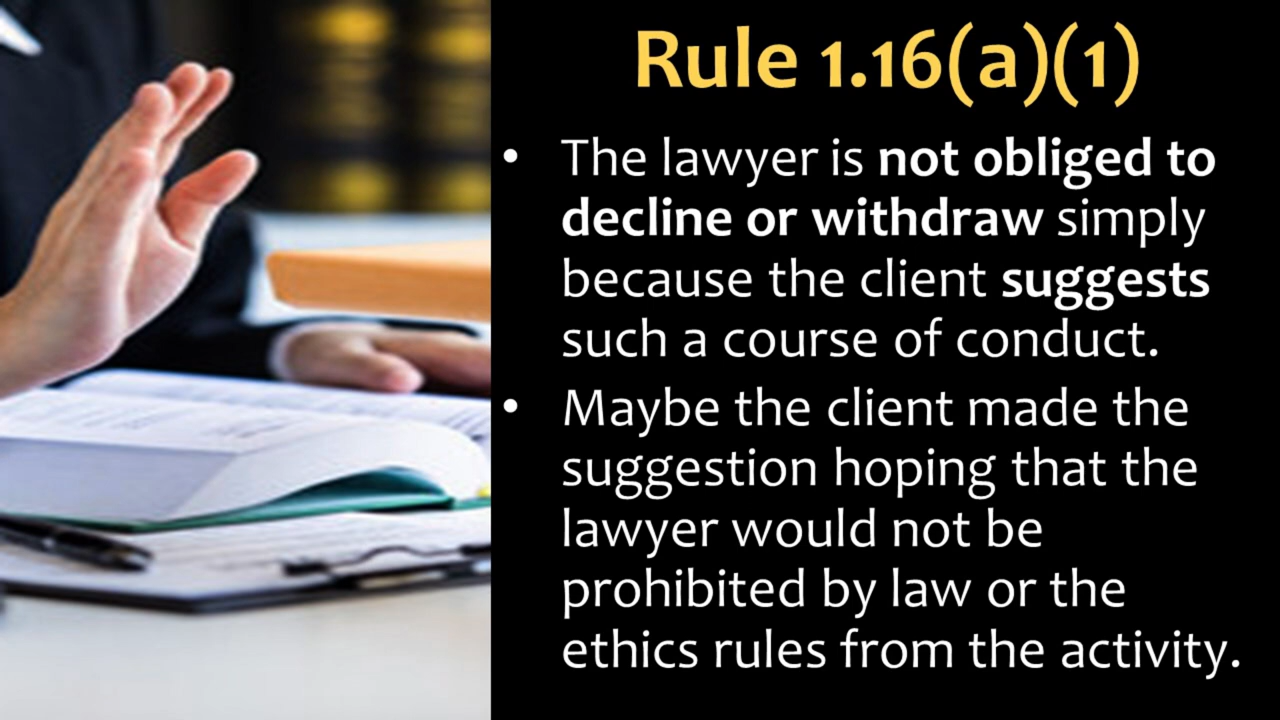 Rule 1.16(a)(1)
• The lawyer is not obliged to
decline or withdraw simply
because the client suggests
such a course of conduct.
• Maybe the client made the
suggestion hoping that the
lawyer would not be
prohibited by law or the
ethics rules from the activity.